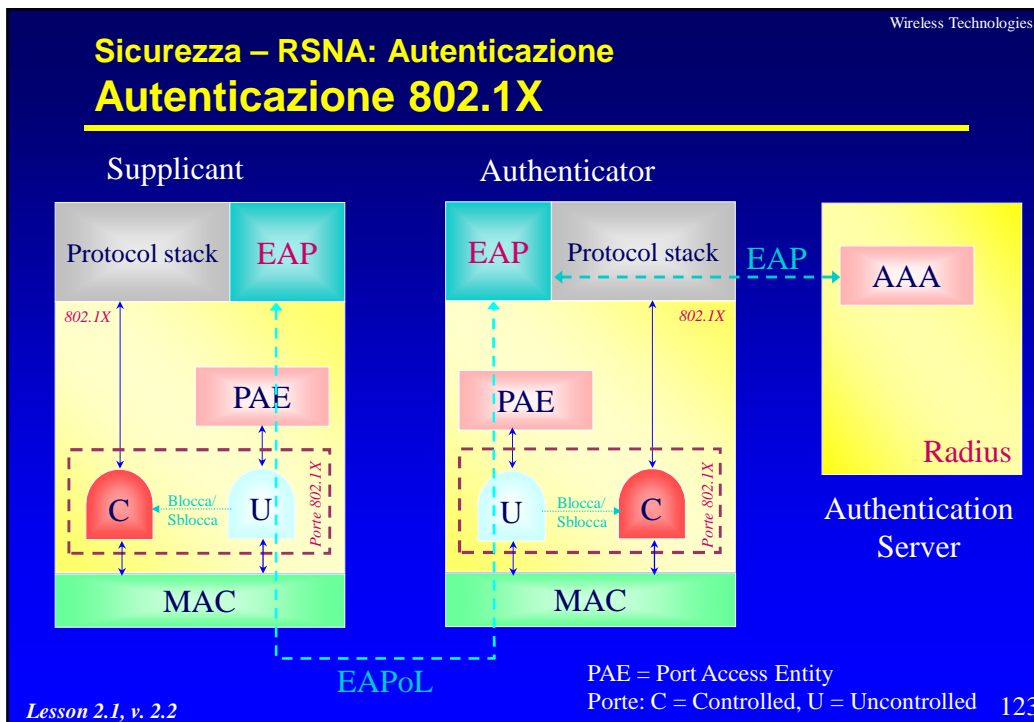 Wireless Technologies
Sicurezza – RSNA: Autenticazione
Autenticazione 802.1X
Supplicant
Protocol stack
EAP
802.1X
PAE
C
Blocca/
Sblocca
U
Porte 802.1X
MAC
Authenticator
EAP
Protocol stack
802.1X
PAE
U
Blocca/
Sblocca
C
Porte 802.1X
MAC
EAP
AAA
Radius
Authentication
Server
EAPoL
PAE = Port Access Entity
Porte: C = Controlled, U = Uncontrolled
Lesson 2.1, v. 2.2
123